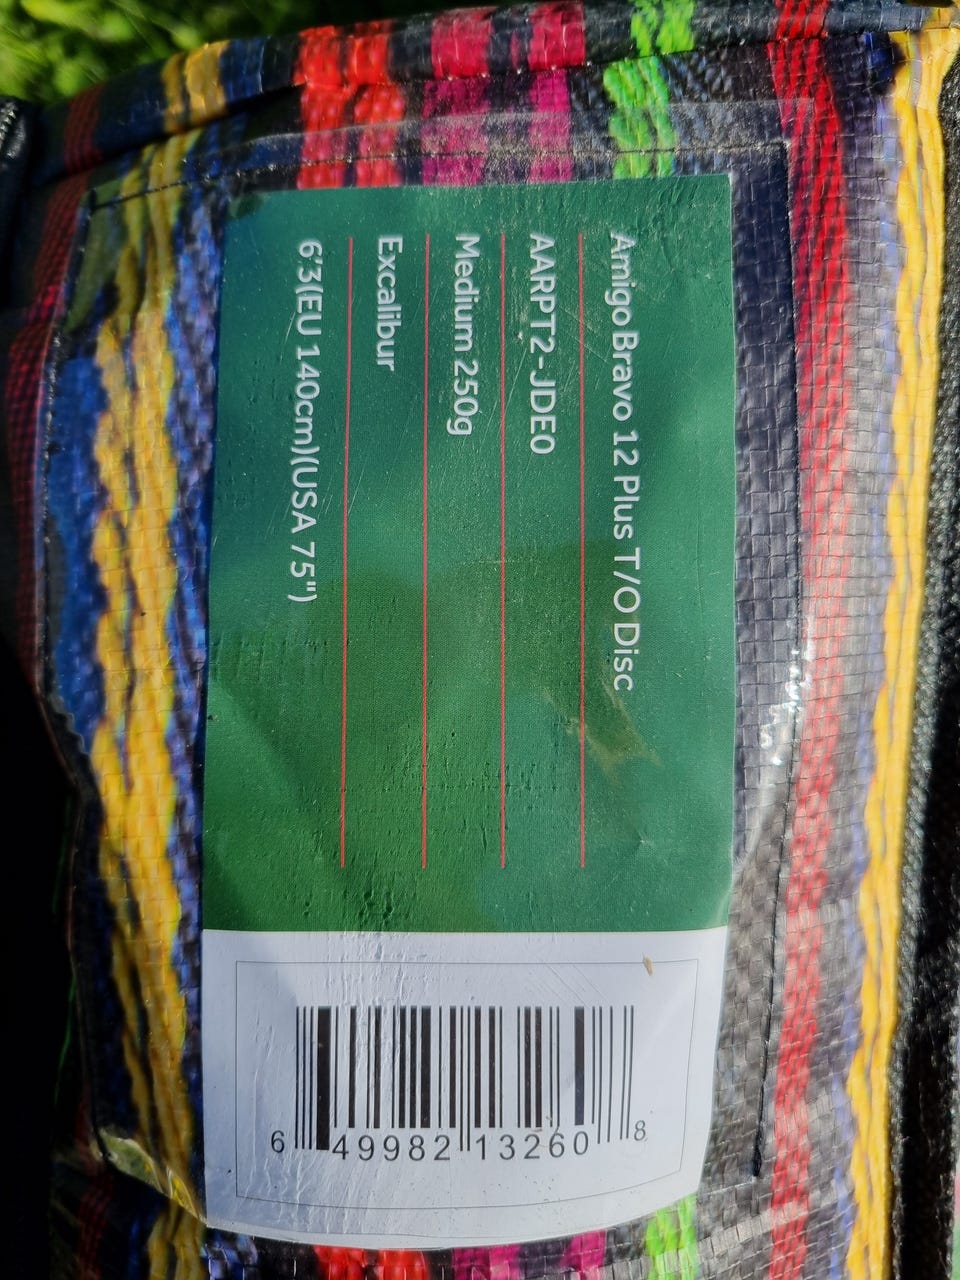 Amigo Bravo 12 Plus T/O Disc
AARPT2-JDE0
Medium 250g
Excalibur
6'3(EU 140cm)(USA 75")
6 49982 13260 8